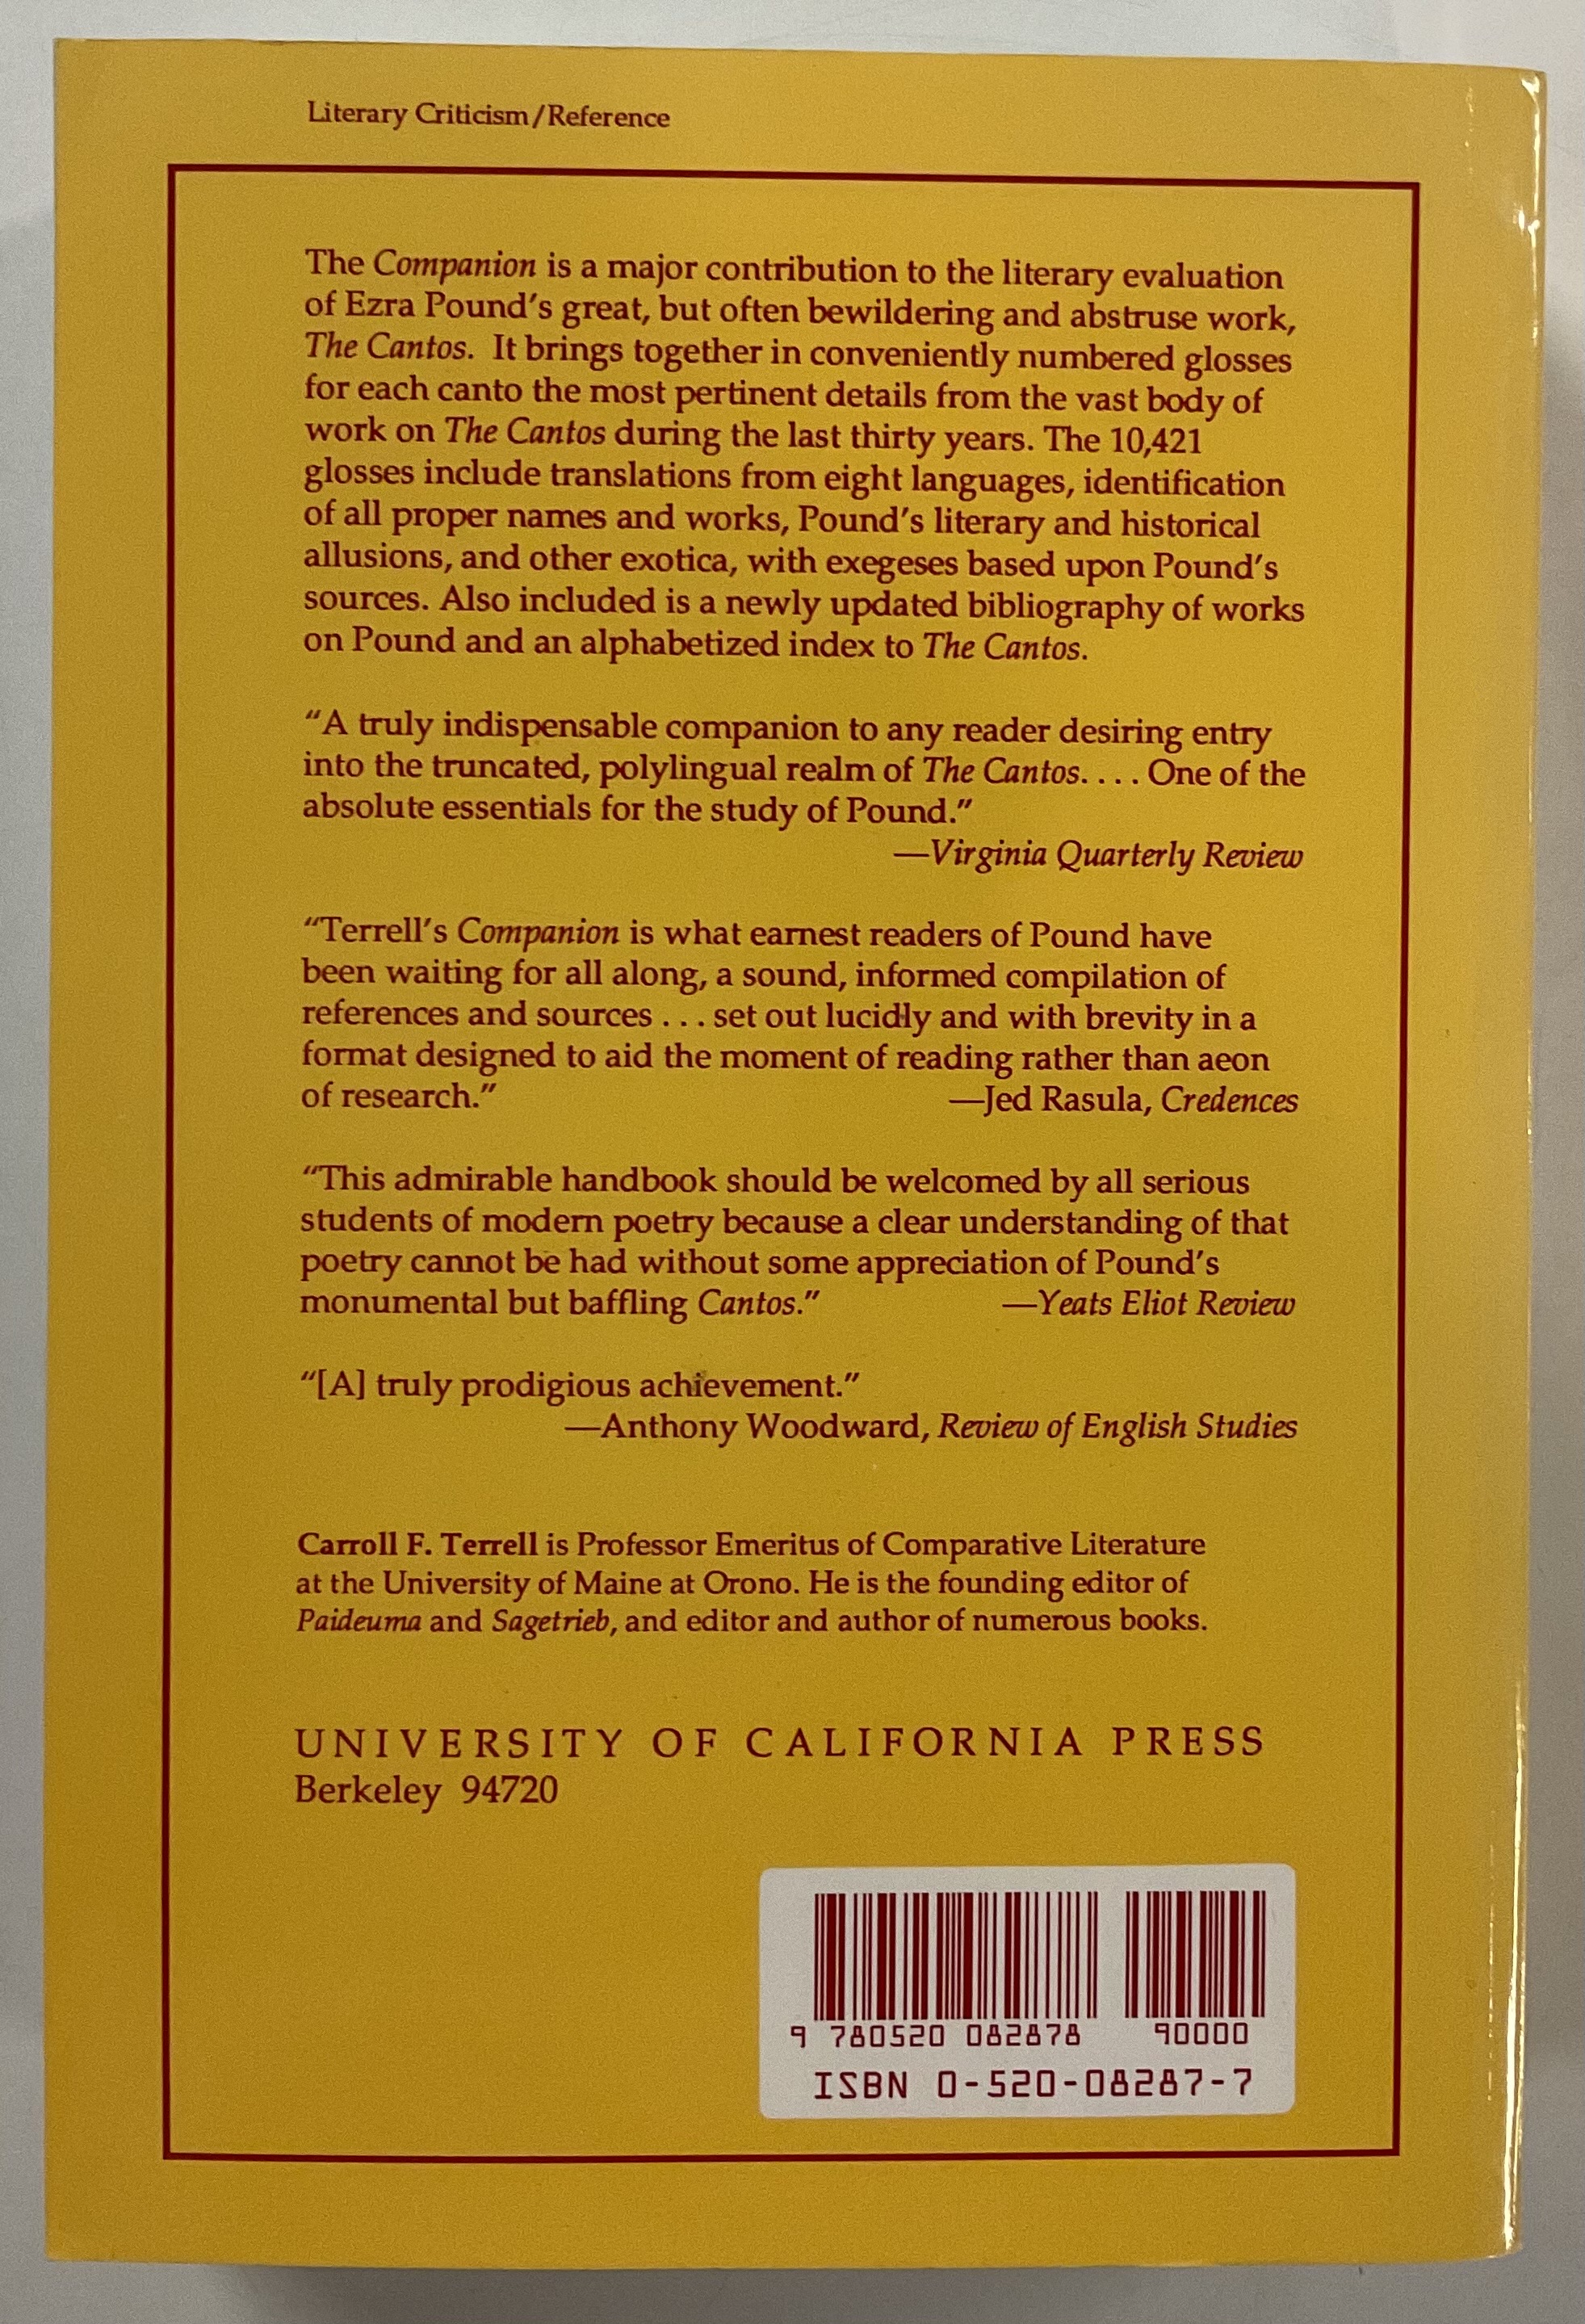 Literary Criticism/Reference
The Companion is a major contribution to the literary evaluation
of Ezra Pound's great, but often bewildering and abstruse work,
The Cantos. It brings together in conveniently numbered glosses
for each canto the most pertinent details from the vast body of
work on The Cantos during the last thirty years. The 10,421
glosses include translations from eight languages, identification
of all proper names and works, Pound's literary and historical
allusions, and other exotica, with exegeses based upon Pound's
sources. Also included is a newly updated bibliography of works
on Pound and an alphabetized index to The Cantos.
“A truly indispensable companion to any reader desiring entry
into the truncated, polylingual realm of The Cantos. . . . One of the
absolute essentials for the study of Pound.”
—Virginia Quarterly Review
“Terrell's Companion is what earnest readers of Pound have
been waiting for all along, a sound, informed compilation of
references and sources . . . set out lucidly and with brevity in a
format designed to aid the moment of reading rather than aeon
of research.” —Jed Rasula, Credences
“This admirable handbook should be welcomed by all serious
students of modern poetry because a clear understanding of that
poetry cannot be had without some appreciation of Pound's
monumental but baffling Cantos.” —Yeats Eliot Review
“[A] truly prodigious achievement.”
—Anthony Woodward, Review of English Studies
Carroll F. Terrell is Professor Emeritus of Comparative Literature
at the University of Maine at Orono. He is the founding editor of
Paideuma and Sagetrieb, and editor and author of numerous books.
UNIVERSITY OF CALIFORNIA PRESS
Berkeley 94720
9 780520 082878 90000
ISBN 0-520-08287-7